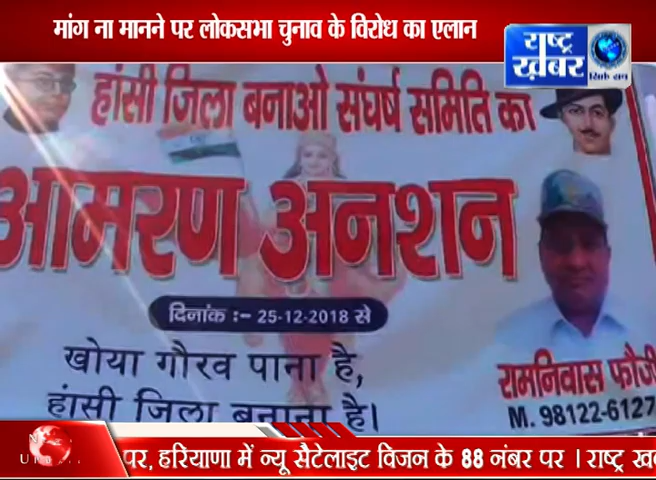 मांग ना मानने पर लोकसभा चुनाव के विरोध का एलान
राष्ट्र
ख़बर
सिर्फ सच
हांसी जिला बनाओ संघर्ष समिति का
आमरण अनशन
दिनांक :- 25-12-2018 से
खोया गौरव पाना है,
हांसी जिला बनाना है।
रामनिवास फौजी
M. 98122-6127
पर, हरियाणा में न्यू सैटेलाइट विजन के 88 नंबर पर । राष्ट्र ख